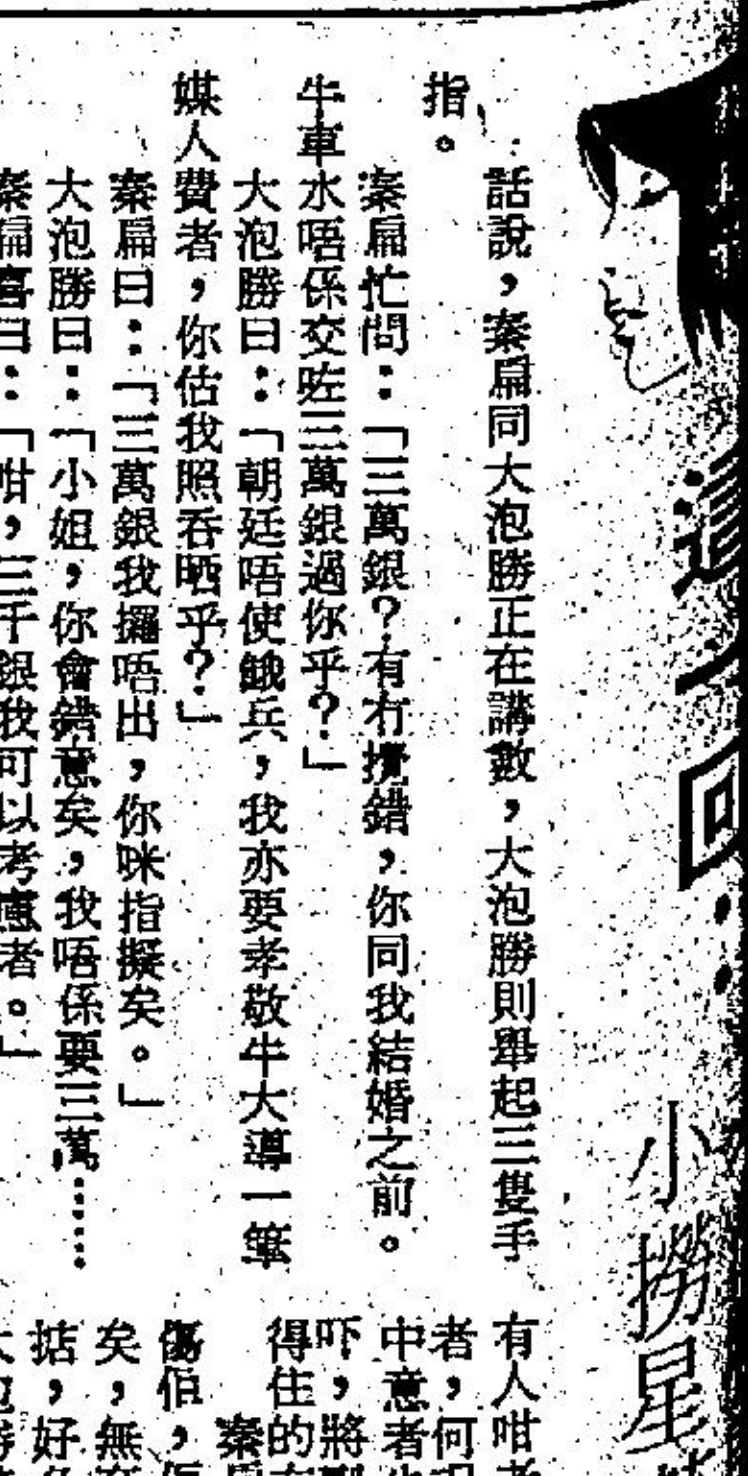 這一回
小撈星
話說，秦扁同大泡勝正在講數，大泡勝則舉起三隻手
指。
秦扁忙問：「三萬銀？有冇攪錯，你同我結婚之前。
牛車水唔係交咗三萬銀過你乎？」
大泡勝曰：「朝廷唔使餓兵，我亦要孝敬牛大導一筆
媒人費者，你估我照吞晒乎？」
秦扁曰：「三萬銀我攞唔出，你咪指擬矣。」
大泡勝曰：「小姐，你會錯意矣，我唔係要三萬……
秦扁喜曰：「咁，三千銀我可以考慮者。」
有人咁
者，何
中意者
吓，將
得住的
秦
傷佢，
矣，無
掂，好